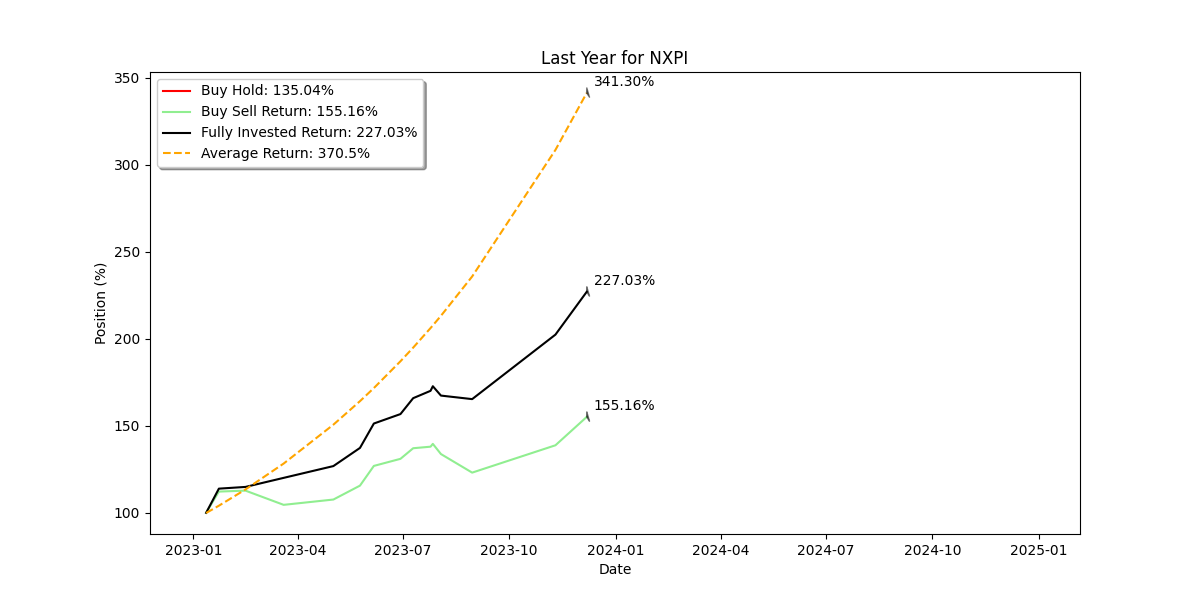 Last Year for NXPI
350
300
250
200
150
100
Position (%)
Buy Hold: 135.04%
Buy Sell Return: 155.16%
Fully Invested Return: 227.03%
Average Return: 370.5%
341.30%
227.03%
155.16%
2023-01 2023-04 2023-07 2023-10 2024-01 2024-04 2024-07 2024-10 2025-01
Date